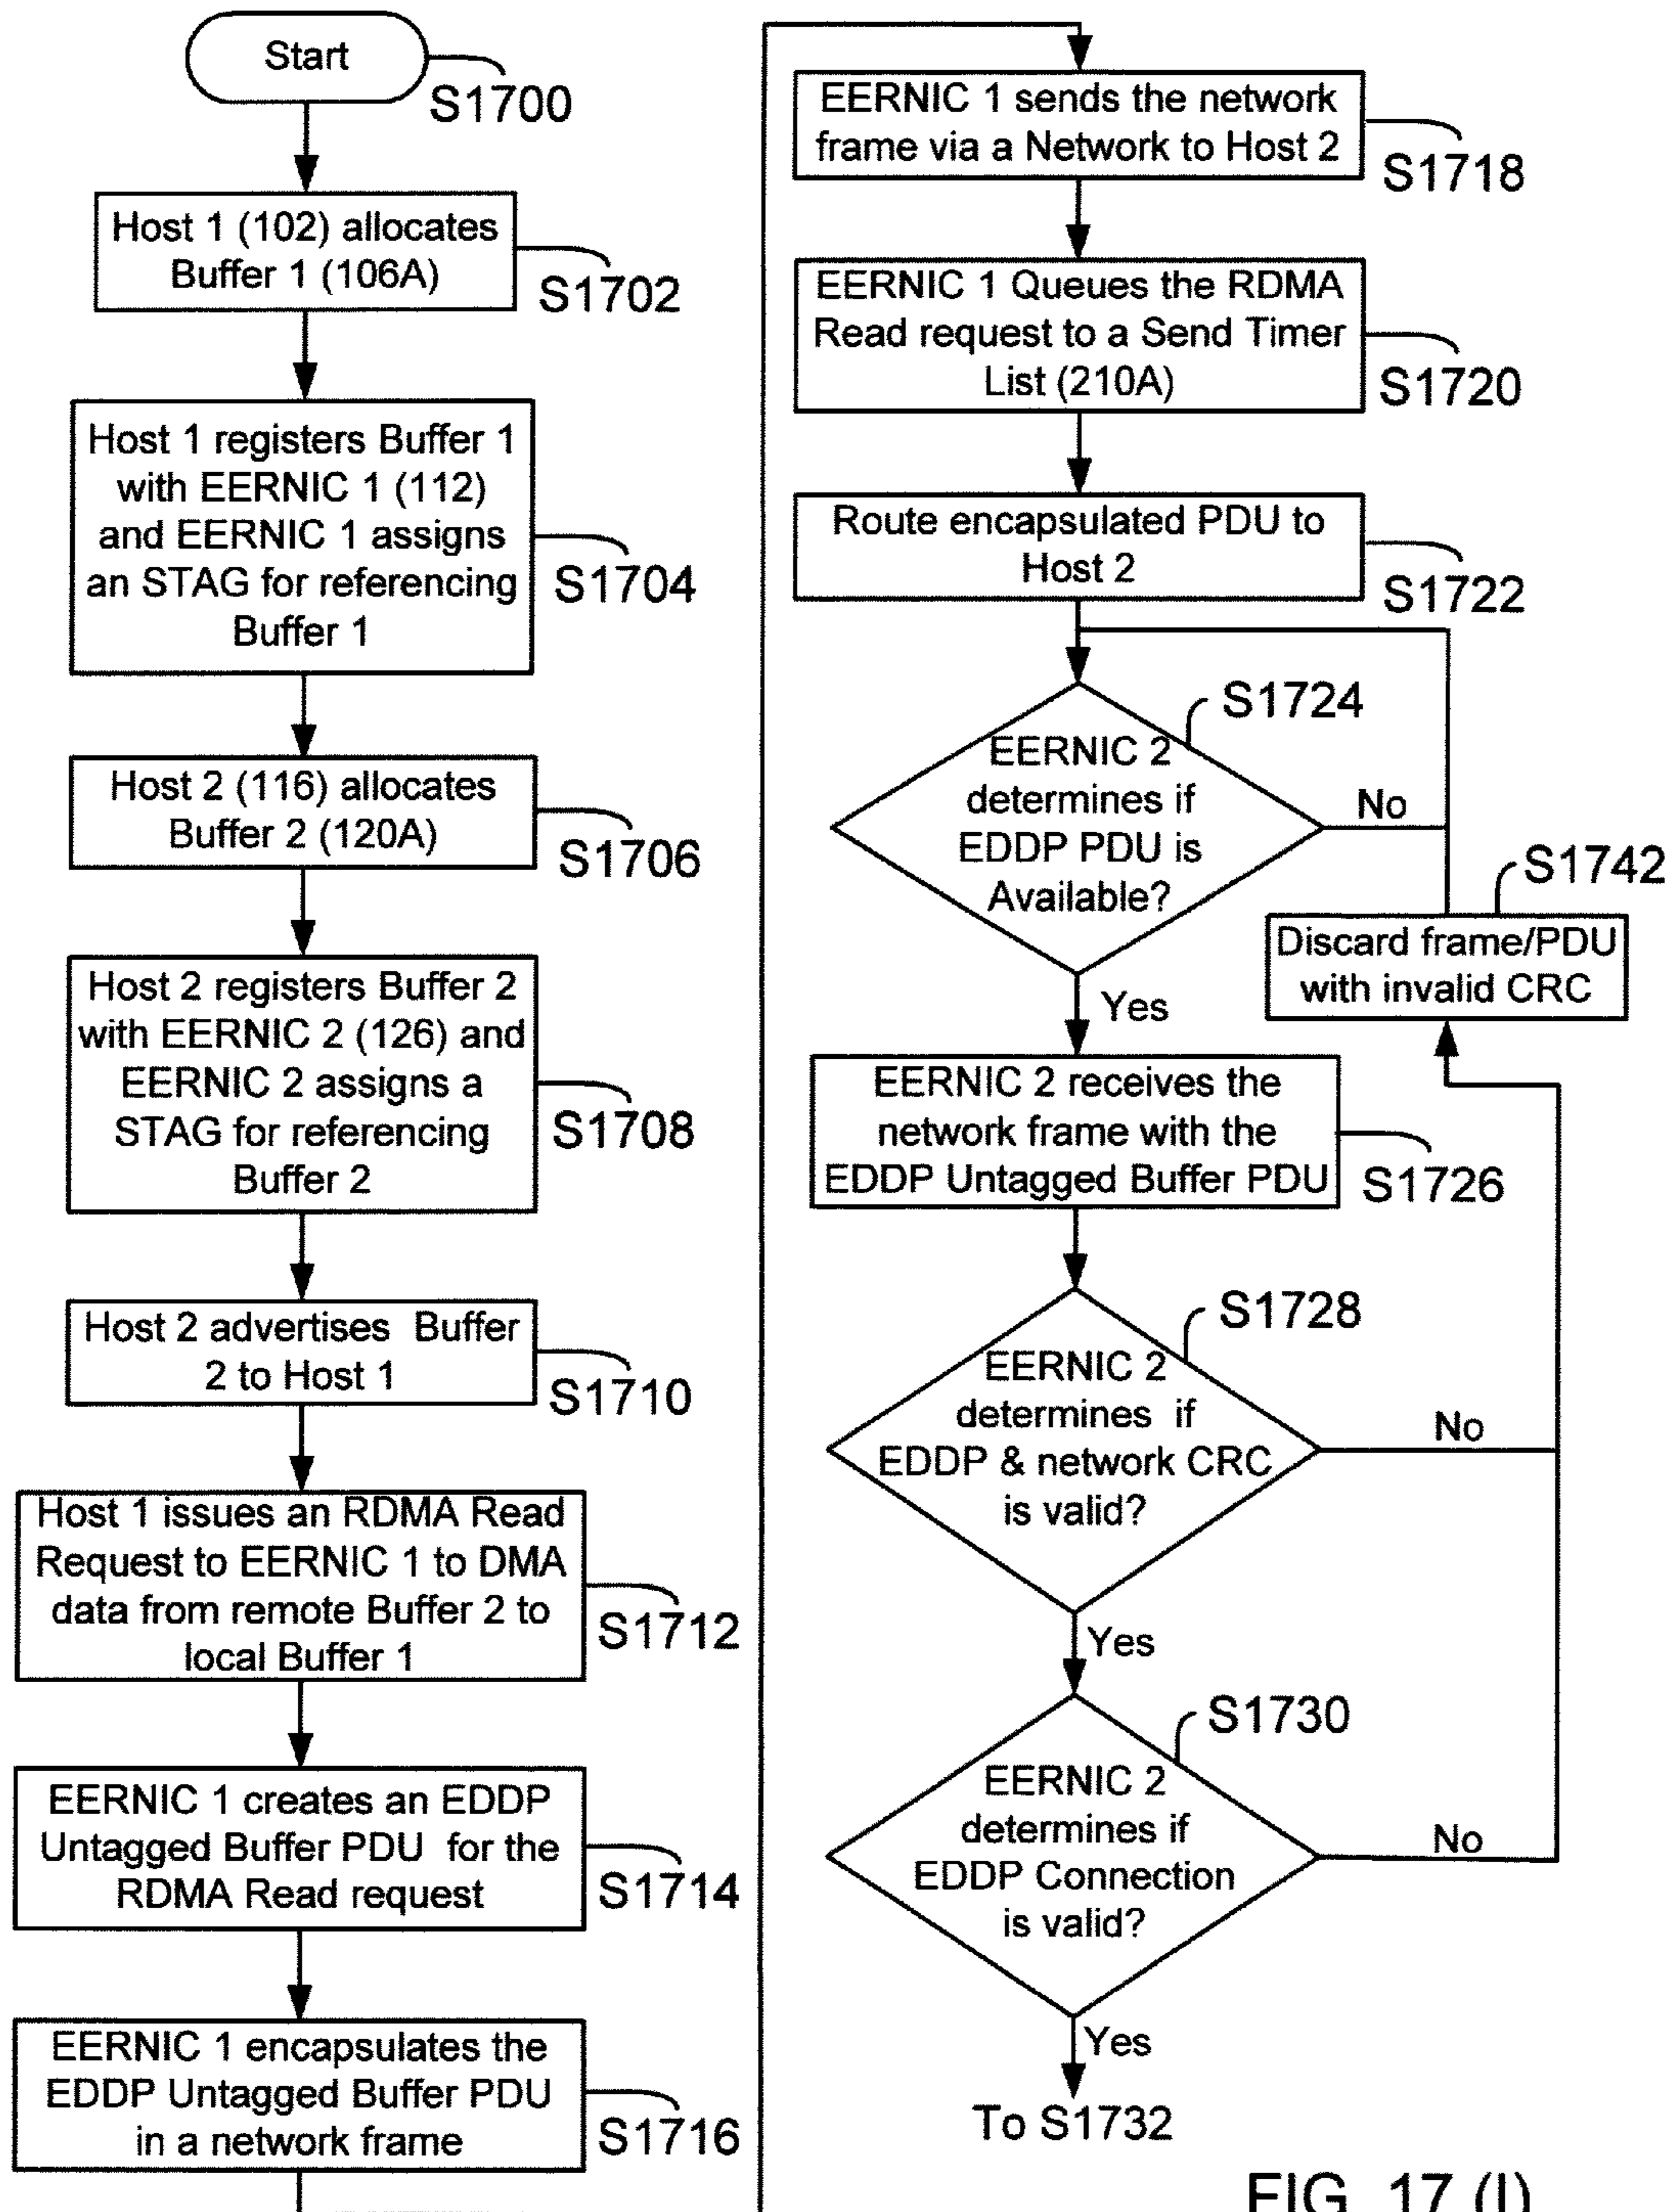 Start
S1700
Host 1 (102) allocates
Buffer 1 (106A)
S1702
Host 1 registers Buffer 1
with EERNIC 1 (112)
and EERNIC 1 assigns
an STAG for referencing
Buffer 1
S1704
Host 2 (116) allocates
Buffer 2 (120A)
S1706
Host 2 registers Buffer 2
with EERNIC 2 (126) and
EERNIC 2 assigns a
STAG for referencing
Buffer 2
S1708
Host 2 advertises Buffer
2 to Host 1
S1710
Host 1 issues an RDMA Read
Request to EERNIC 1 to DMA
data from remote Buffer 2 to
local Buffer 1
S1712
EERNIC 1 creates an EDDP
Untagged Buffer PDU for the
RDMA Read request
S1714
EERNIC 1 encapsulates the
EDDP Untagged Buffer PDU
in a network frame
S1716
EERNIC 1 sends the network
frame via a Network to Host 2
S1718
EERNIC 1 Queues the RDMA
Read request to a Send Timer
List (210A)
S1720
Route encapsulated PDU to
Host 2
S1722
S1724
EERNIC 2
determines if
EDDP PDU is
Available?
No
Yes
S1742
Discard frame/PDU
with invalid CRC
EERNIC 2 receives the
network frame with the
EDDP Untagged Buffer PDU
S1726
S1728
EERNIC 2
determines if
EDDP & network CRC
is valid?
No
Yes
S1730
EERNIC 2
determines if
EDDP Connection
is valid?
No
Yes
To S1732
FIG. 17 (I)